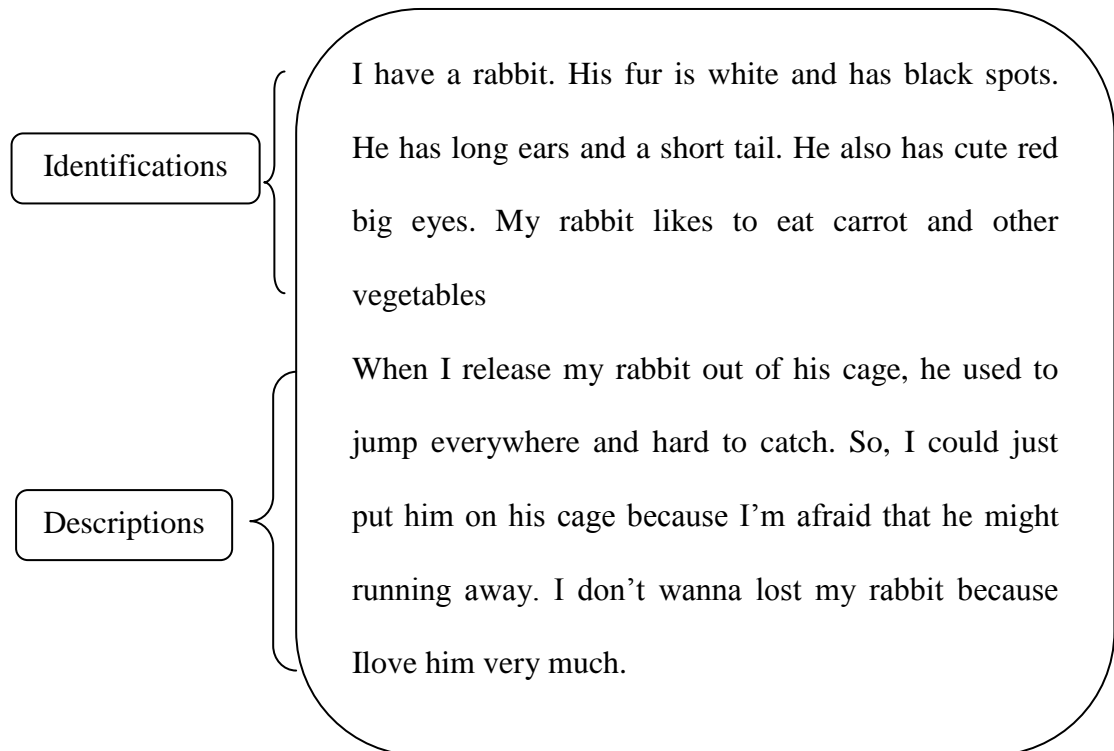 I have a rabbit. His fur is white and has black spots.
He has long ears and a short tail. He also has cute red
Identifications
big eyes. My rabbit likes to eat carrot and other
vegetables
When I release my rabbit out of his cage, he used to
jump everywhere and hard to catch. So, I could just
Descriptions
put him on his cage because I’m afraid that he might
running away. I don’t wanna lost my rabbit because
Ilove him very much.